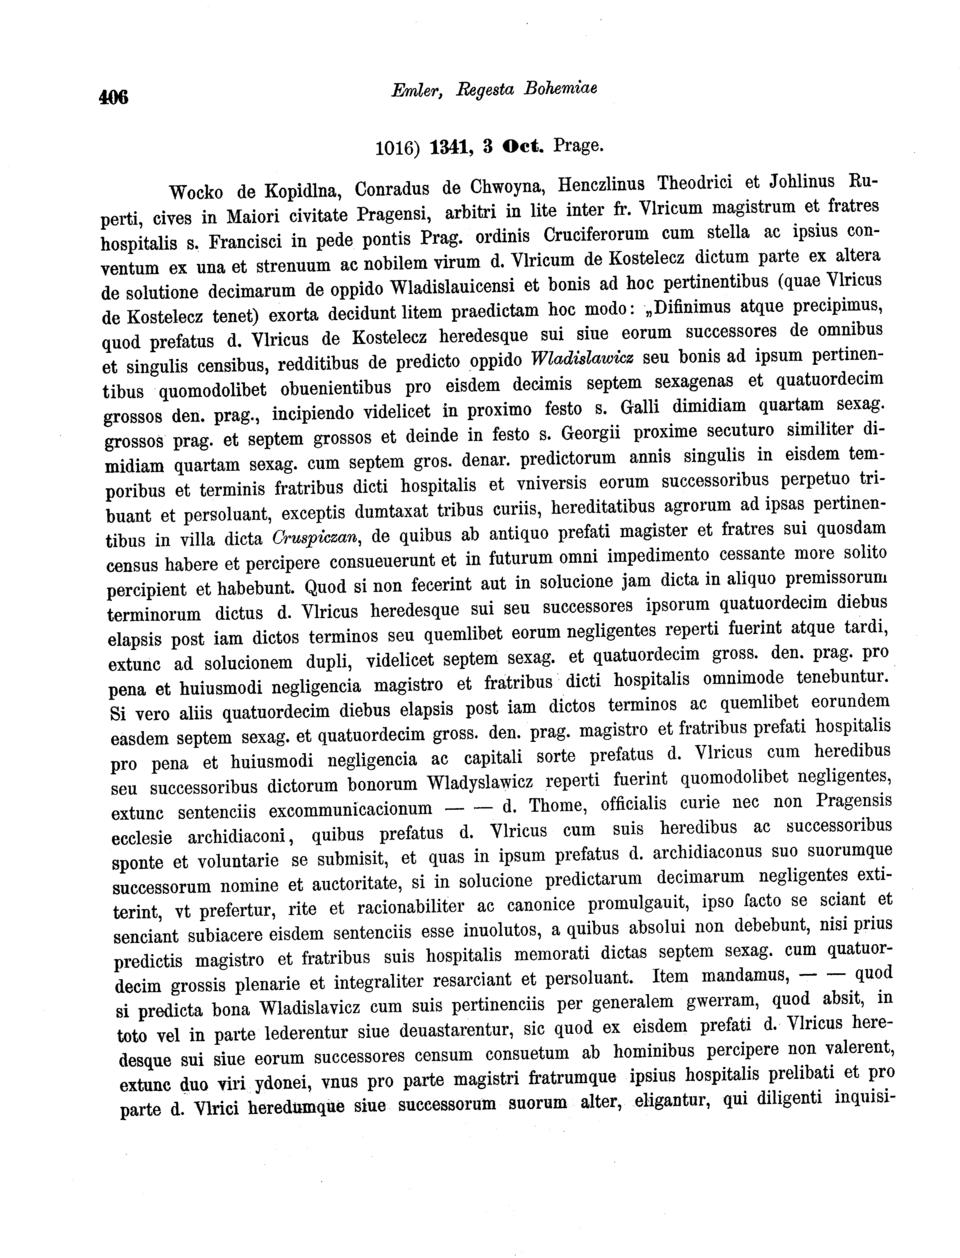 406
Emler, Regesta Bohemiae
1016) 1341, 3 Oct. Prage.
Wocko de Kopidlna, Conradus de Chwoyna, Henczlinus Theodrici et Johlinus Ru-
perti, cives in Maiori civitate Pragensi, arbitri in lite inter fr. Vlricum magistrum et fratres
hospitalis s. Francisci in pede pontis Prag. ordinis Cruciferorum cum stella ac ipsius con-
ventum ex una et strenuum ac nobilem virum d. Vlricum de Kostelecz dictum parte ex altera
de solutione decimarum de oppido Wladislauicensi et bonis ad hoc pertinentibus (quae Vlricus
de Kostelecz tenet) exorta decidunt litem praedictam hoc modo: „Difinimus atque precipimus,
quod prefatus d. Vlricus de Kostelecz heredesque sui siue eorum successores de omnibus
et singulis censibus, redditibus de predicto oppido Wladislawicz seu bonis ad ipsum pertinen-
tibus quomodolibet obuenientibus pro eisdem decimis septem sexagenas et quatuordecim
grossos den. prag., incipiendo videlicet in proximo festo s. Galli dimidiam quartam sexag.
grossos prag. et septem grossos et deinde in festo s. Georgii proxime secuturo similiter di-
midiam quartam sexag. cum septem gros. denar. predictorum annis singulis in eisdem tem-
poribus et terminis fratribus dicti hospitalis et vniversis eorum successoribus perpetuo tri-
buant et persoluant, exceptis dumtaxat tribus curiis, hereditatibus agrorum ad ipsas pertinen-
tibus in villa dicta Cruspiczan, de quibus ab antiquo prefati magister et fratres sui quosdam
census habere et percipere consueuerunt et in futurum omni impedimento cessante more solito
percipient et habebunt. Quod si non fecerint aut in solucione jam dicta in aliquo premissorum
terminorum dictus d. Vlricus heredesque sui seu successores ipsorum quatuordecim diebus
elapsis post iam dictos terminos seu quemlibet eorum negligentes reperti fuerint atque tardi,
extunc ad solucionem dupli, videlicet septem sexag. et quatuordecim gross. den. prag. pro
pena et huiusmodi negligencia magistro et fratribus dicti hospitalis omnimode tenebuntur.
Si vero aliis quatuordecim diebus elapsis post iam dictos terminos ac quemlibet eorundem
easdem septem sexag. et quatuordecim gross. den. prag. magistro et fratribus prefati hospitalis
pro pena et huiusmodi negligencia ac capitali sorte prefatus d. Vlricus cum heredibus
seu successoribus dictorum bonorum Wladyslawicz reperti fuerint quomodolibet negligentes,
extunc sentenciis excommunicacionum — — d. Thome, officialis curie nec non Pragensis
ecclesie archidiaconi, quibus prefatus d. Vlricus cum suis heredibus ac successoribus
sponte et voluntarie se submisit, et quas in ipsum prefatus d. archidiaconus suo suorumque
successorum nomine et auctoritate, si in solucione predictarum decimarum negligentes exti-
terint, vt prefertur, rite et racionabiliter ac canonice promulgauit, ipso facto se sciant et
senciant subiacere eisdem sentenciis esse inuolutos, a quibus absolui non debebunt, nisi prius
predictis magistro et fratribus suis hospitalis memorati dictas septem sexag. cum quatuor-
decim grossis plenarie et integraliter resarciant et persoluant. Item mandamus, — — quod
si predicta bona Wladislavicz cum suis pertinenciis per generalem gwerram, quod absit, in
toto vel in parte lederentur siue deuastarentur, sic quod ex eisdem prefati d. Vlricus here-
desque sui siue eorum successores censum consuetum ab hominibus percipere non valerent,
extunc duo viri ydonei, vnus pro parte magistri fratrumque ipsius hospitalis prelibati et pro
parte d. Vlrici heredumque siue successorum suorum alter, eligantur, qui diligenti inquisi-